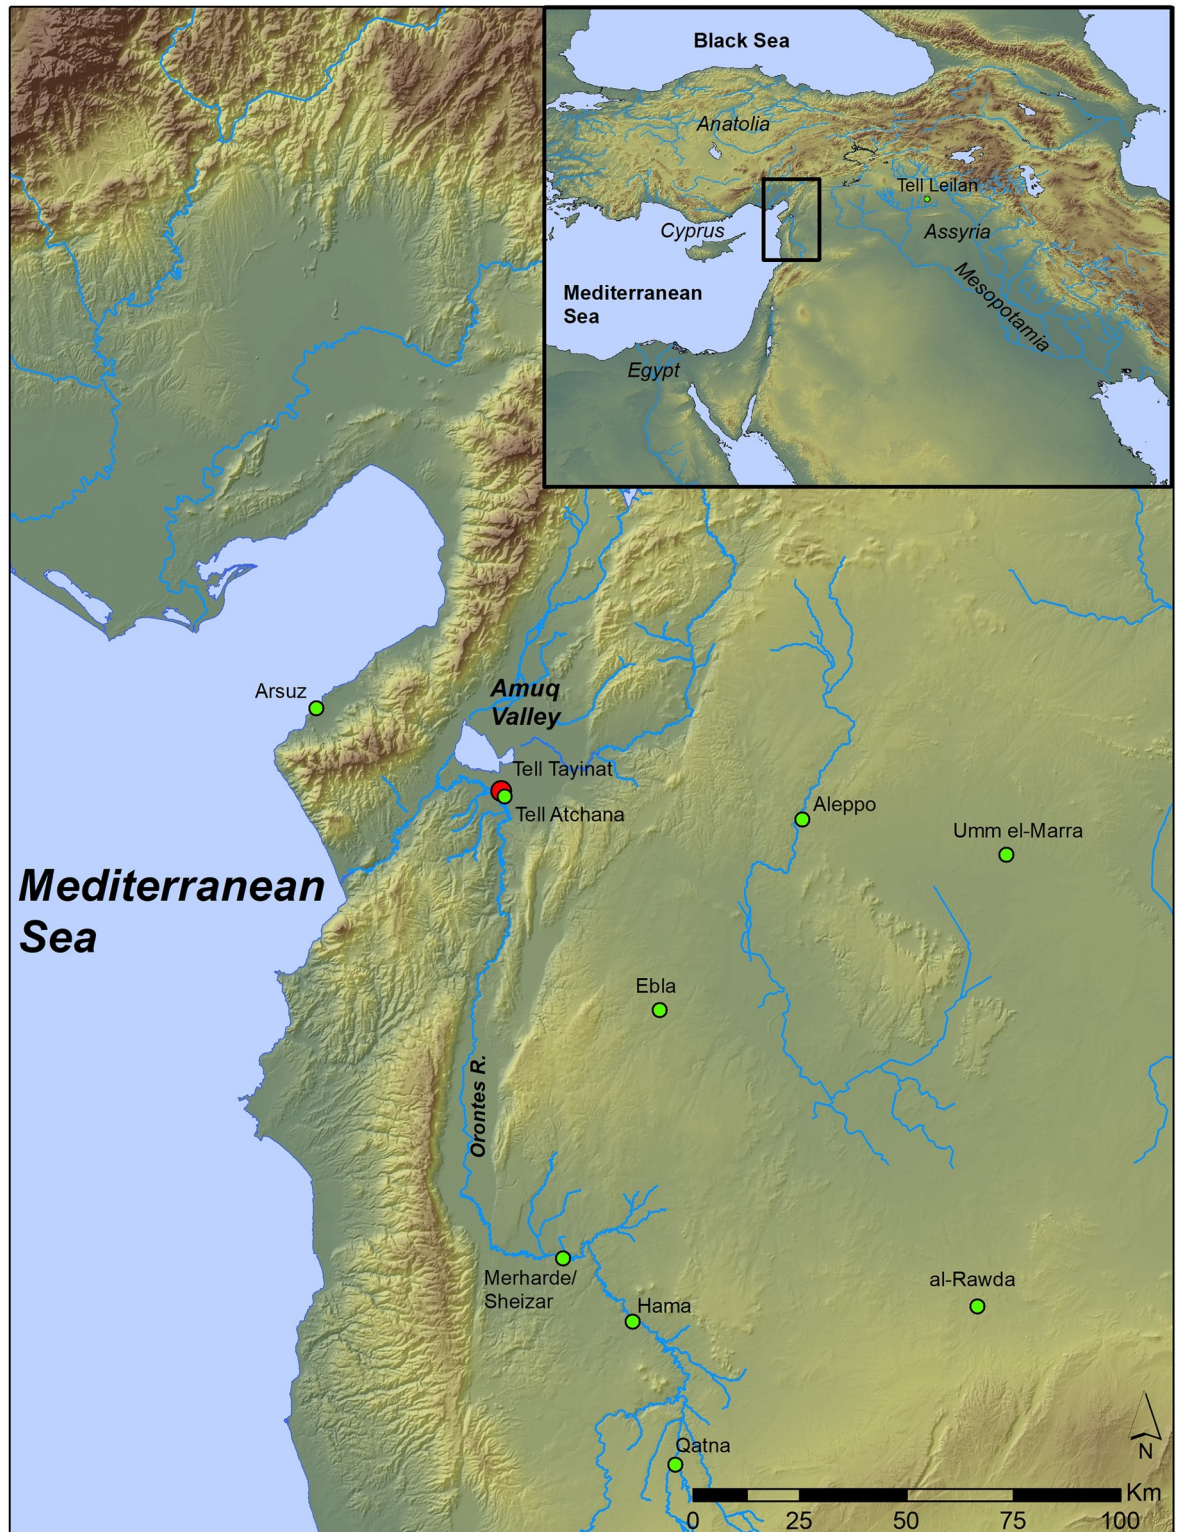 Black Sea
Anatolia
Tell Leilan
Cyprus
Assyria
Mediterranean
Sea
Mesopotamia
Egypt
Arsuz
Amuq
Valley
Tell Tayinat
Tell Atchana
Aleppo
Umm el-Marra
Mediterranean
Sea
Ebla
Orontes R.
Merharde/
Sheizar
al-Rawda
Hama
Qatna
N
Km
0 25 50 75 100